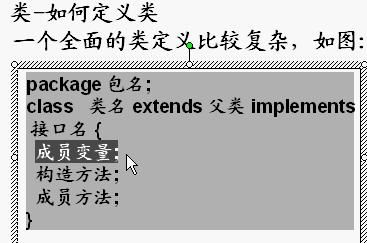 类-如何定义类
一个全面的类定义比较复杂，如图:
package 包名;
class 类名 extends 父类 implements
接口名 {
成员变量;
构造方法;
成员方法;
}